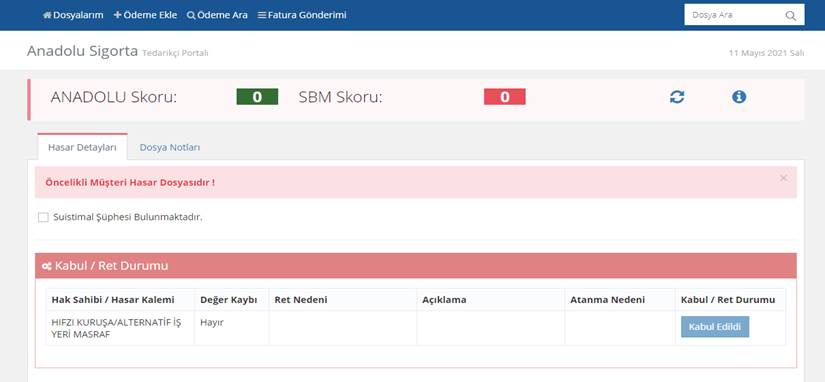 Dosyalarım Ödeme Ekle Ödeme Ara Fatura Gönderimi Dosya Ara
Anadolu Sigorta Tedarikçi Portalı 11 Mayıs 2021 Salı
ANADOLU Skoru: 0 SBM Skoru: 0
Hasar Detayları Dosya Notları
Öncelikli Müşteri Hasar Dosyasıdır ! ×
Suistimal Şüphesi Bulunmaktadır.
Kabul / Ret Durumu
Hak Sahibi / Hasar Kalemi Değer Kaybı Ret Nedeni Açıklama Atanma Nedeni Kabul / Ret Durumu
HIFZI KURUŞA/ALTERNATİF İŞ Hayır Kabul Edildi
YERİ MASRAF